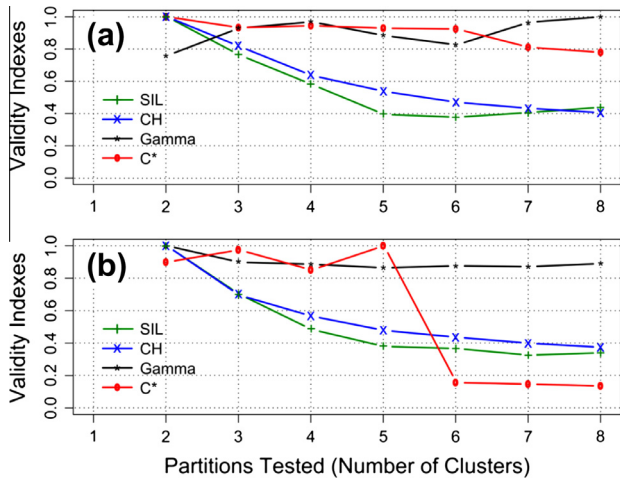 (a)
Validity Indexes
1.0
0.8
0.6
0.4
0.2
0.0
SIL
CH
Gamma
C*
1 2 3 4 5 6 7 8
(b)
Validity Indexes
1.0
0.8
0.6
0.4
0.2
0.0
SIL
CH
Gamma
C*
1 2 3 4 5 6 7 8
Partitions Tested (Number of Clusters)